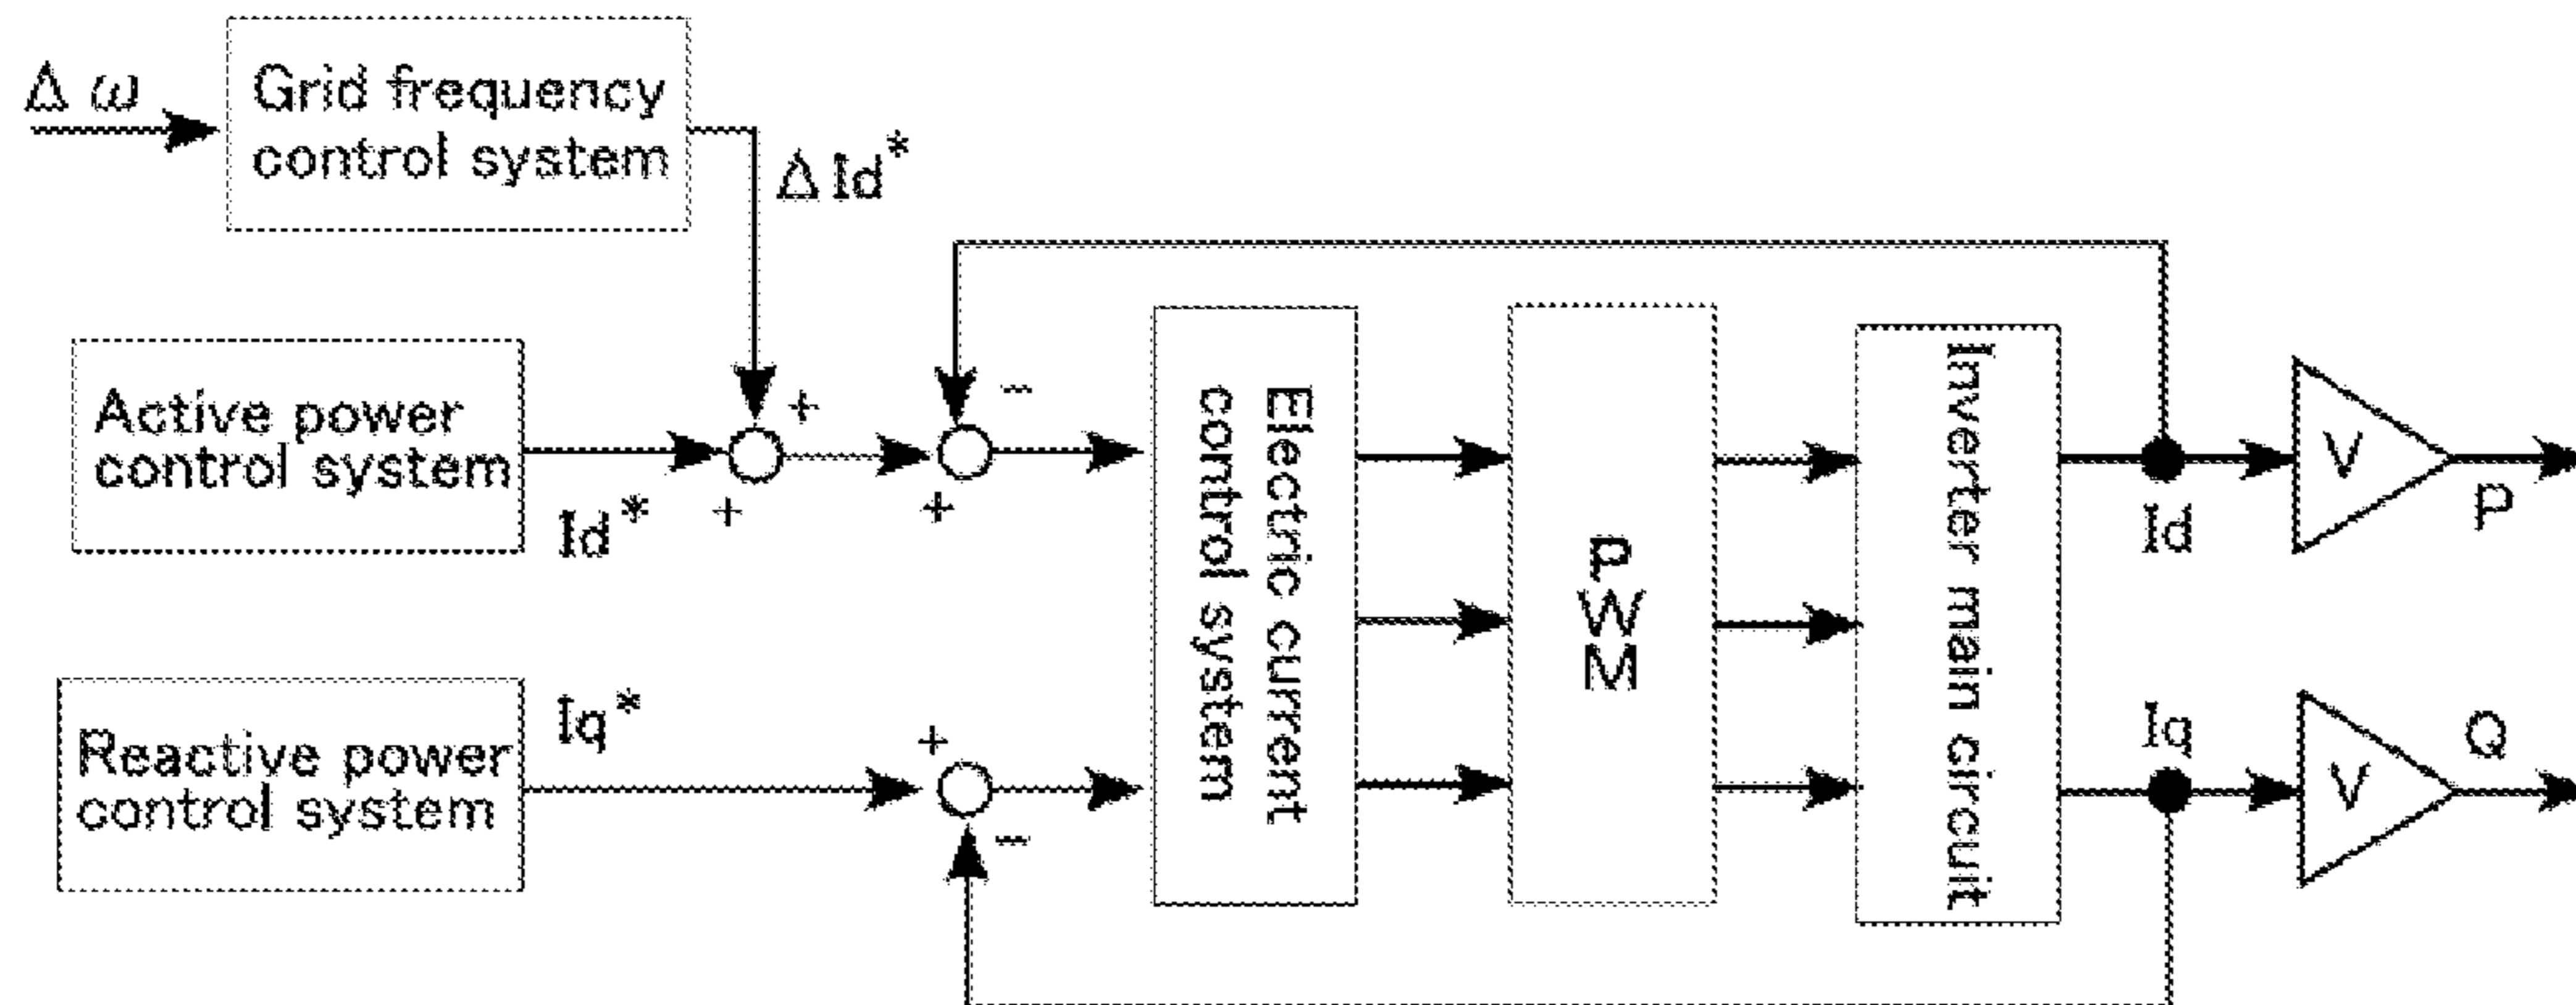 Δω
Grid frequency
control system
ΔId*
Active power
control system
Id*
+
+
-
+
Reactive power
control system
Iq*
+
-
Electric current
control system
P
W
M
Inverter main circuit
Id
V
P
Iq
V
Q